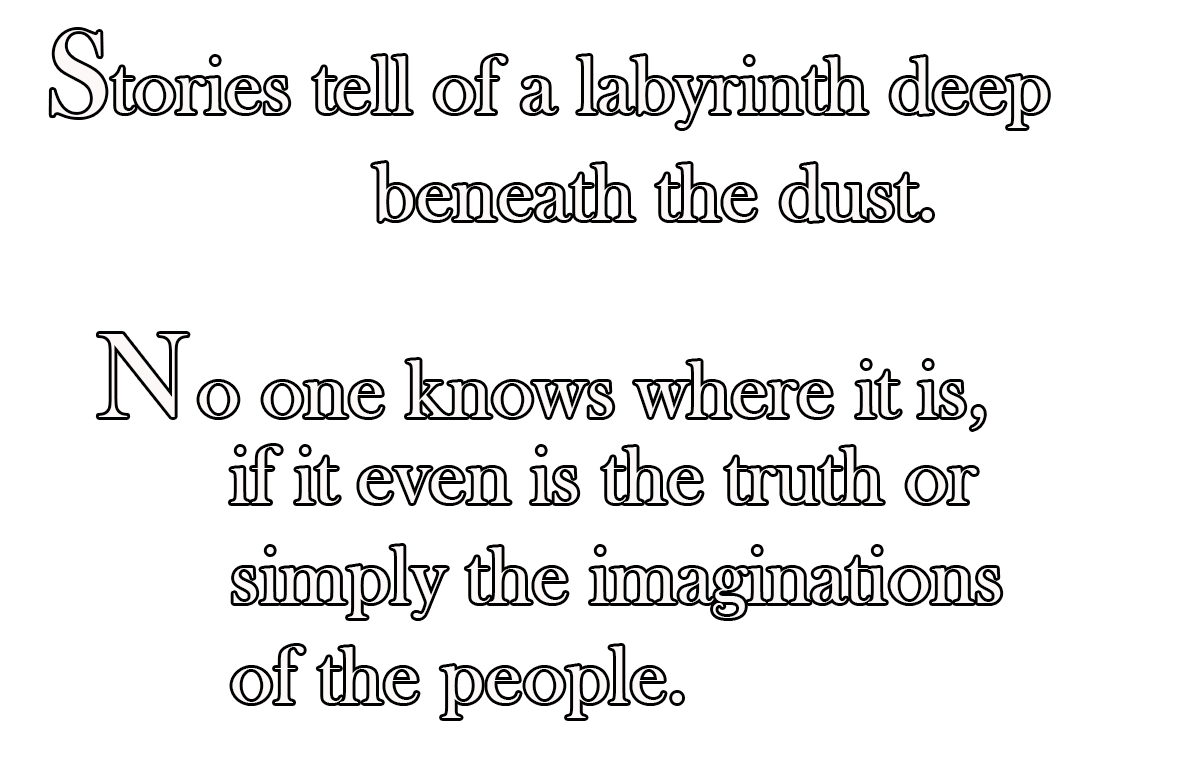 Stories tell of a labyrinth deep
beneath the dust.
No one knows where it is,
if it even is the truth or
simply the imaginations
of the people.